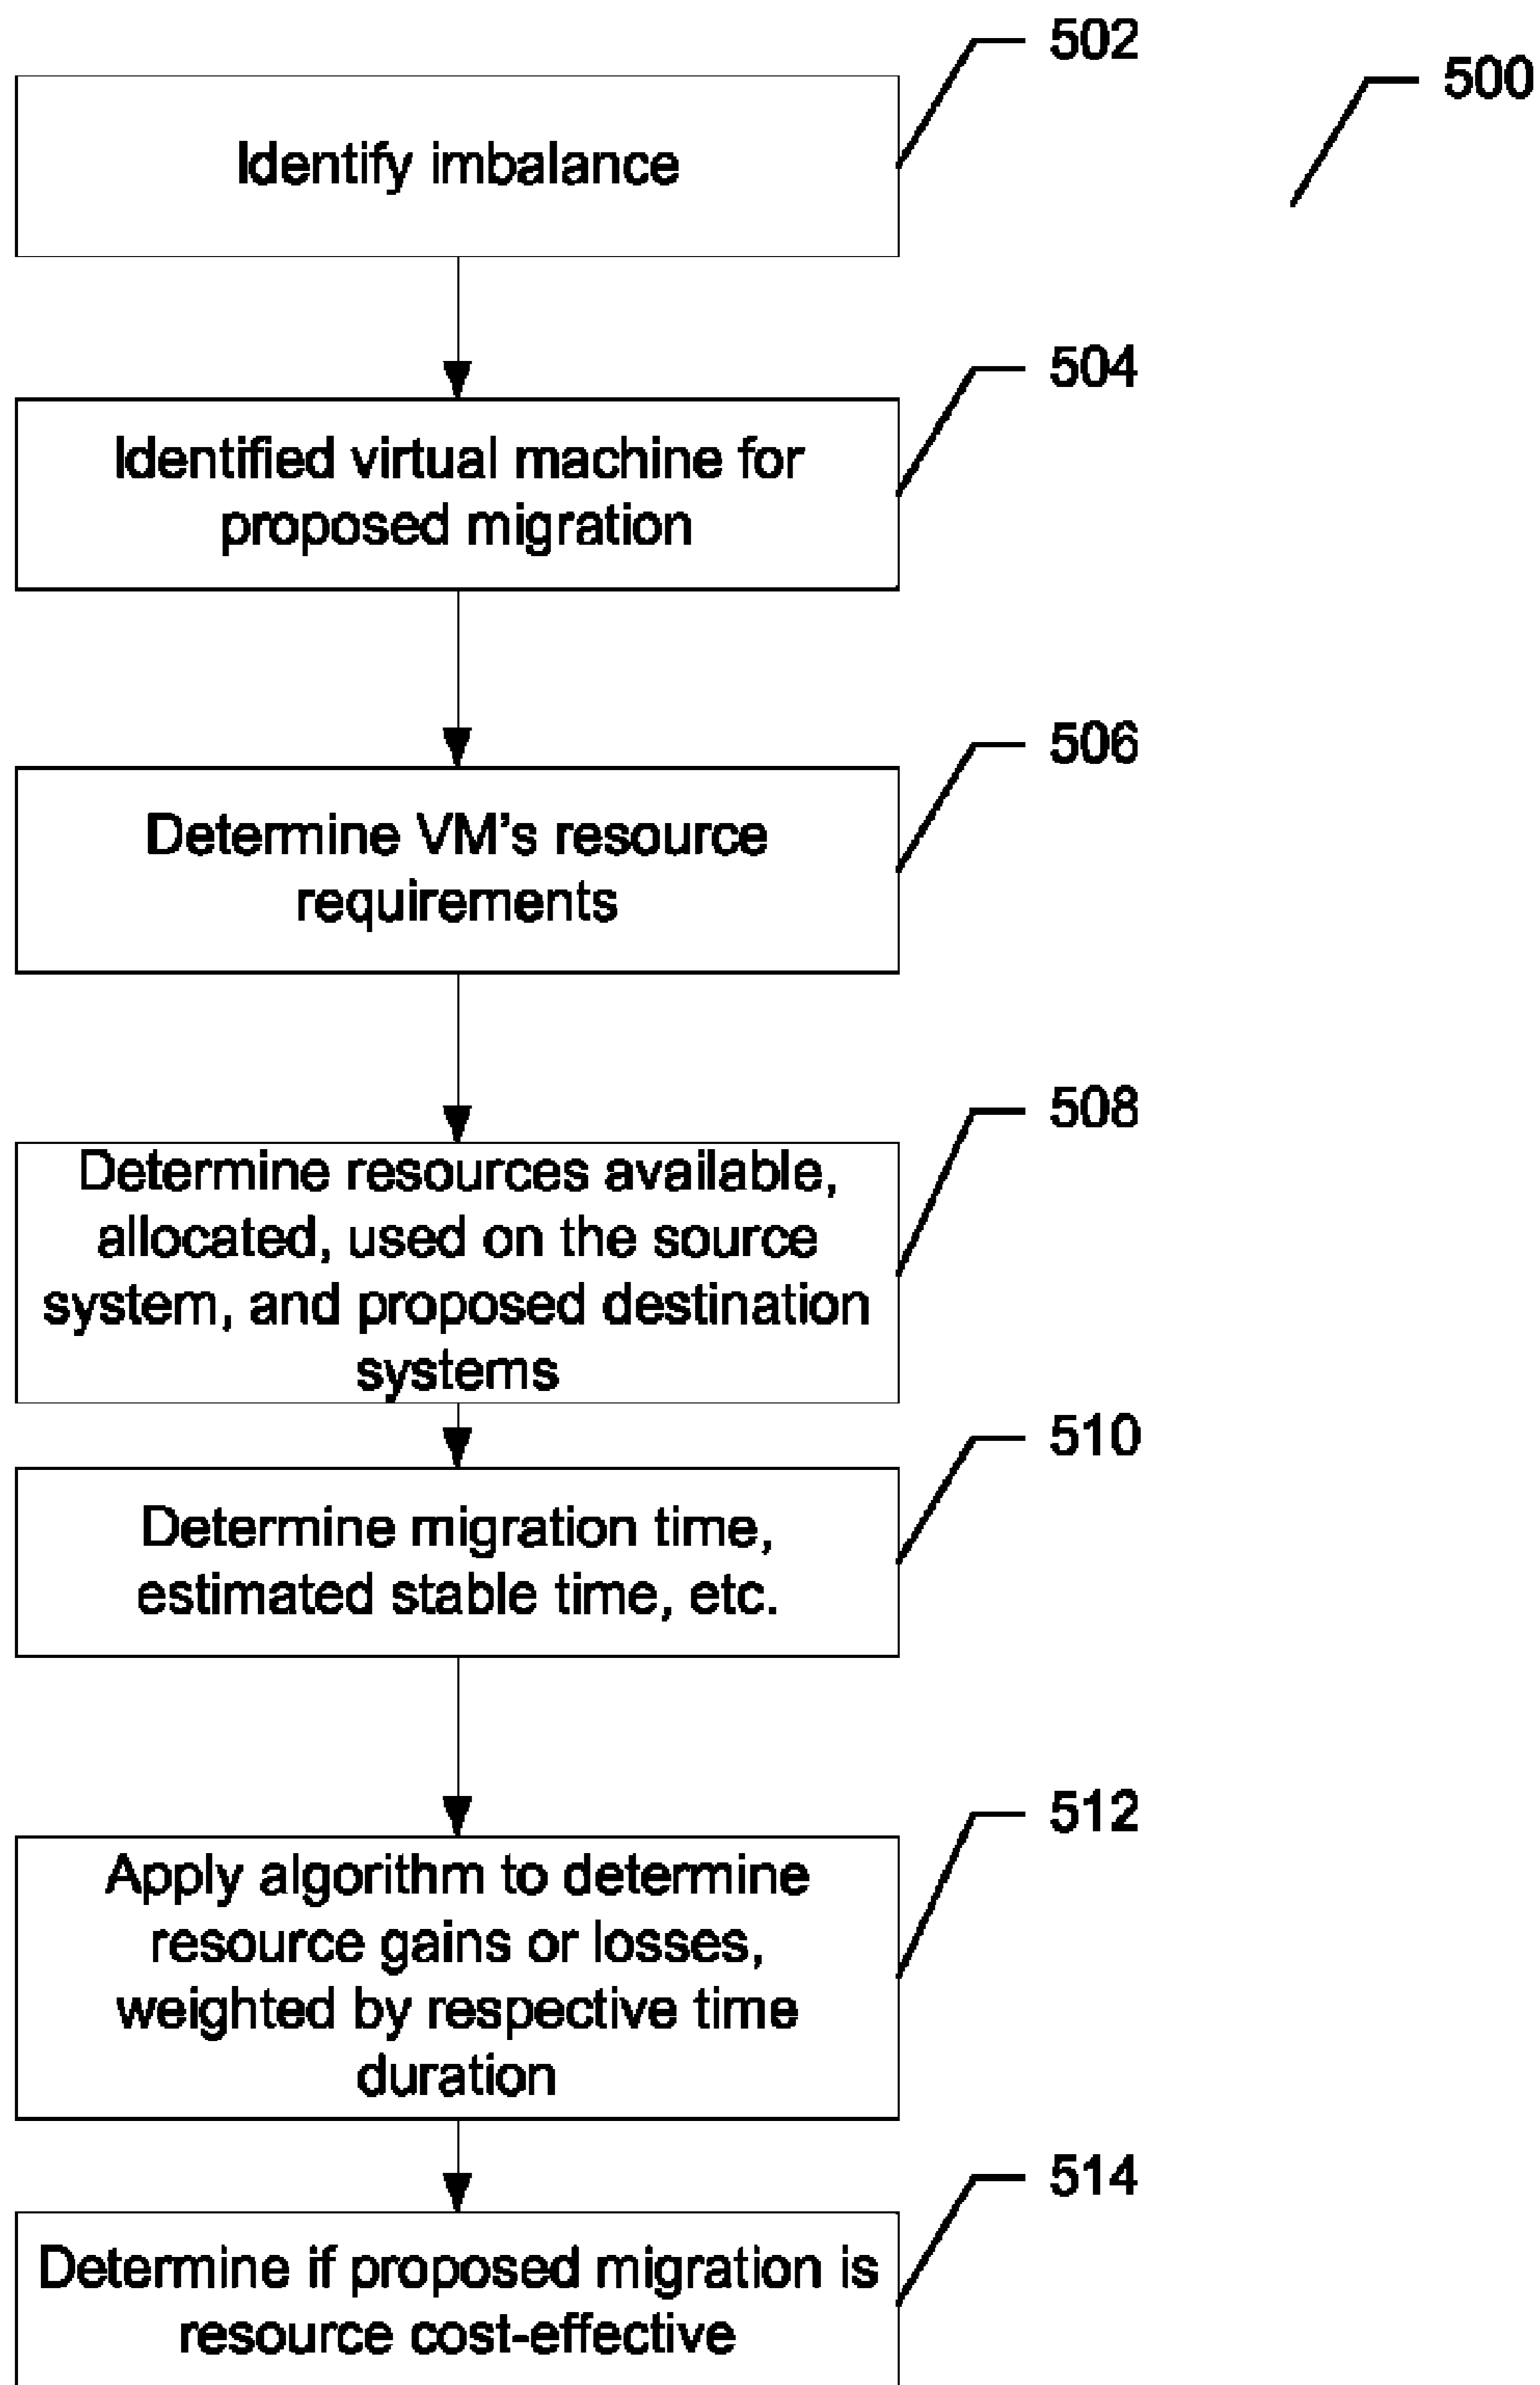 502
500
Identify imbalance
504
Identified virtual machine for
proposed migration
506
Determine VM's resource
requirements
508
Determine resources available,
allocated, used on the source
system, and proposed destination
systems
510
Determine migration time,
estimated stable time, etc.
512
Apply algorithm to determine
resource gains or losses,
weighted by respective time
duration
514
Determine if proposed migration is
resource cost-effective